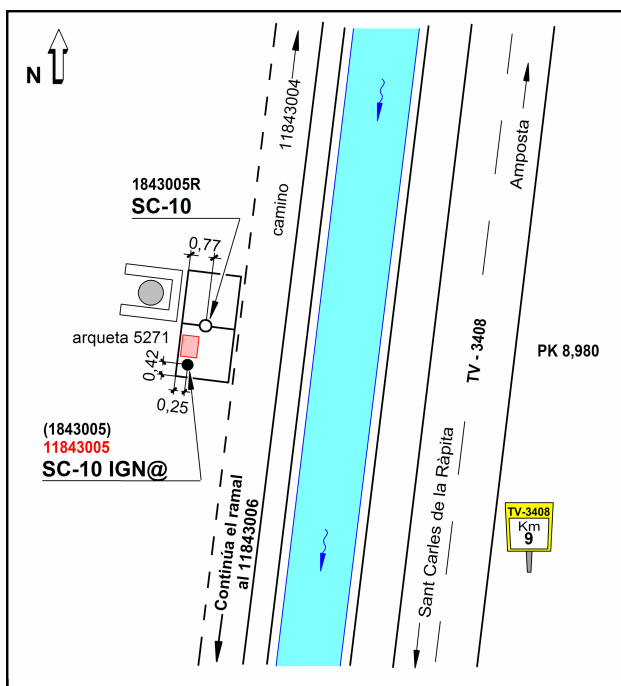 N
11843004
camino
Amposta
1843005R
SC-10
0,77
arqueta 5271
0,42
0,25
TV - 3408
PK 8,980
(1843005)
11843005
SC-10 IGN@
Continúa el ramal
al 11843006
Sant Carles de la Ràpita
TV-3408
Km
9